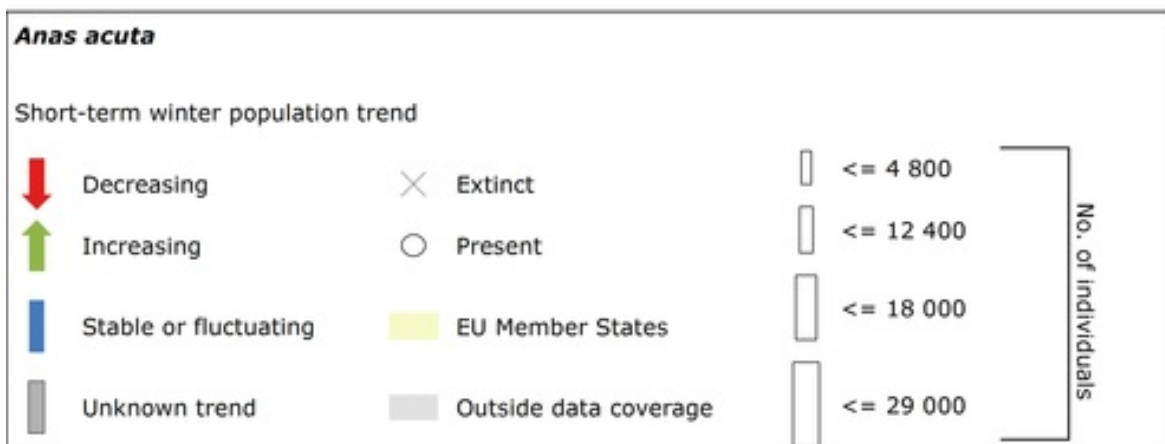 Anas acuta
Short-term winter population trend
Decreasing
Increasing
Stable or fluctuating
Unknown trend
Extinct
Present
EU Member States
Outside data coverage
<= 4 800
<= 12 400
<= 18 000
<= 29 000
No. of individuals